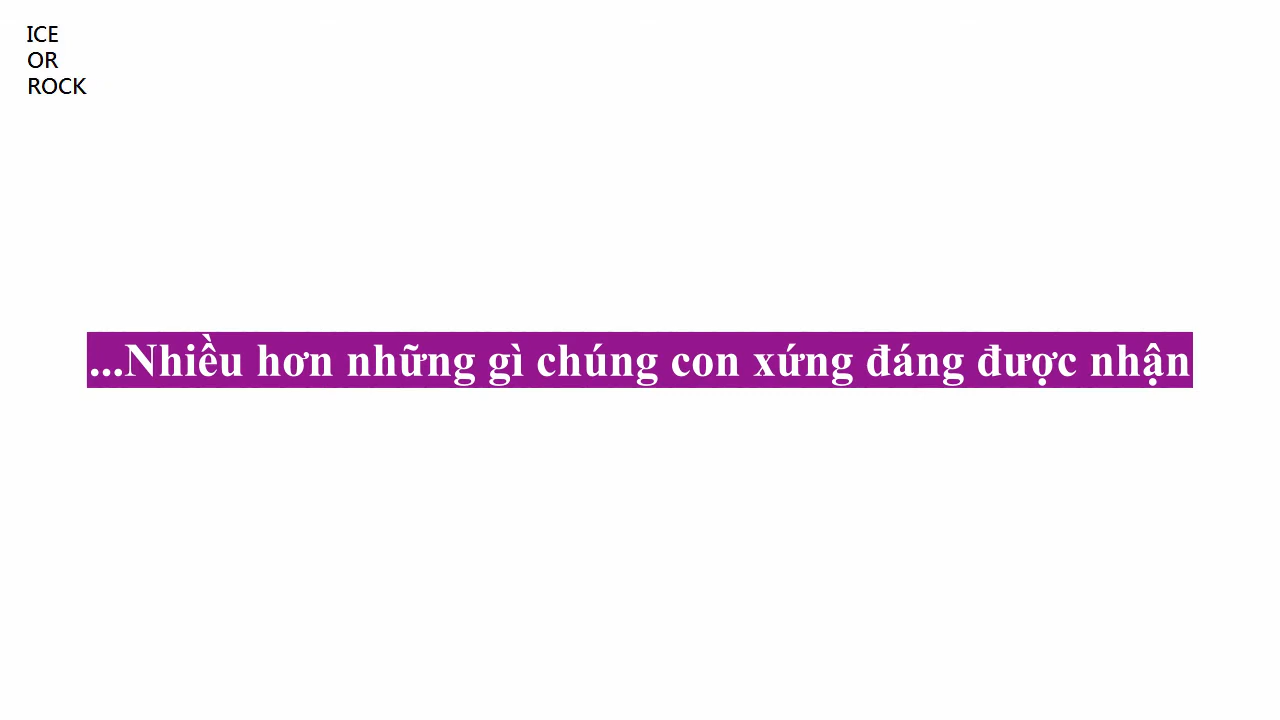 ICE
OR
ROCK
...Nhiều hơn những gì chúng con xứng đáng được nhận